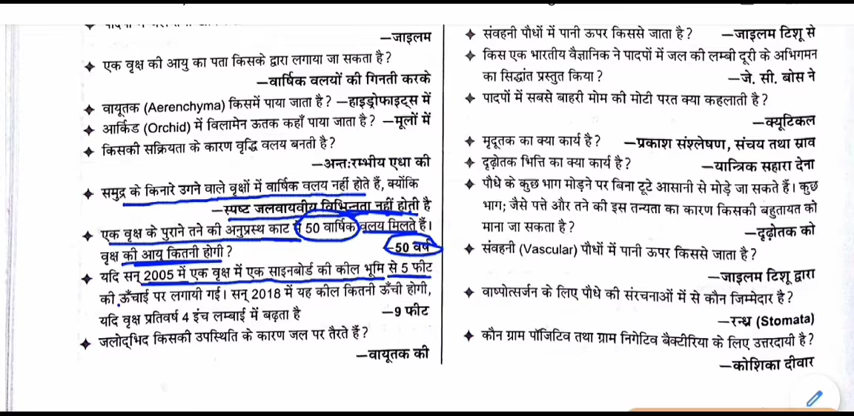 —जाइलम
✦ एक वृक्ष की आयु का पता किसके द्वारा लगाया जा सकता है?
—वार्षिक वलयों की गिनती करके
✦ वायूतक (Aerenchyma) किसमें पाया जाता है? —हाइड्रोफाइट्स में
✦ आर्किड (Orchid) में विलामेन ऊतक कहाँ पाया जाता है? —मूलों में
✦ किसकी सक्रियता के कारण वृद्धि वलय बनती है?
—अन्त:रम्भीय एधा की
✦ समुद्र के किनारे उगने वाले वृक्षों में वार्षिक वलय नहीं होते हैं, क्योंकि
—स्पष्ट जलवायवीय विभिन्नता नहीं होती है
✦ एक वृक्ष के पुराने तने की अनुप्रस्थ काट में 50 वार्षिक वलय मिलते हैं।
वृक्ष की आयु कितनी होगी? —50 वर्ष
✦ यदि सन् 2005 में एक वृक्ष में एक साइनबोर्ड की कील भूमि से 5 फीट
की ऊँचाई पर लगायी गई। सन् 2018 में यह कील कितनी ऊँची होगी,
यदि वृक्ष प्रतिवर्ष 4 इंच लम्बाई में बढ़ता है —9 फीट
✦ जलोद्भिद किसकी उपस्थिति के कारण जल पर तैरते हैं?
—वायूतक की
✦ संवहनी पौधों में पानी ऊपर किससे जाता है? —जाइलम टिशू से
✦ किस एक भारतीय वैज्ञानिक ने पादपों में जल की लम्बी दूरी के अभिगमन
का सिद्धांत प्रस्तुत किया? —जे. सी. बोस ने
✦ पादपों में सबसे बाहरी मोम की मोटी परत क्या कहलाती है?
—क्यूटिकल
✦ मृदूतक का क्या कार्य है? —प्रकाश संश्लेषण, संचय तथा स्राव
✦ दृढ़ोतक भित्ति का क्या कार्य है? —यान्त्रिक सहारा देना
✦ पौधे के कुछ भाग मोड़ने पर बिना टूटे आसानी से मोड़े जा सकते हैं। कुछ
भाग; जैसे पत्ते और तने की इस तन्यता का कारण किसकी बहुतायत को
माना जा सकता है? —दृढ़ोतक को
✦ संवहनी (Vascular) पौधों में पानी ऊपर किससे जाता है?
—जाइलम टिशू द्वारा
✦ वाष्पोत्सर्जन के लिए पौधे की संरचनाओं में से कौन जिम्मेदार है?
—रन्ध्र (Stomata)
✦ कौन ग्राम पॉजिटिव तथा ग्राम निगेटिव बैक्टीरिया के लिए उत्तरदायी है?
—कोशिका दीवार